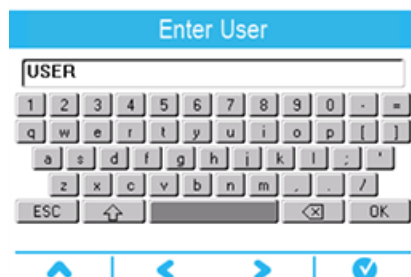 Enter User
USER
1 2 3 4 5 6 7 8 9 0 - =
q w e r t y u i o p [ ]
a s d f g h j k l ; '
z x c v b n m , . /
ESC OK